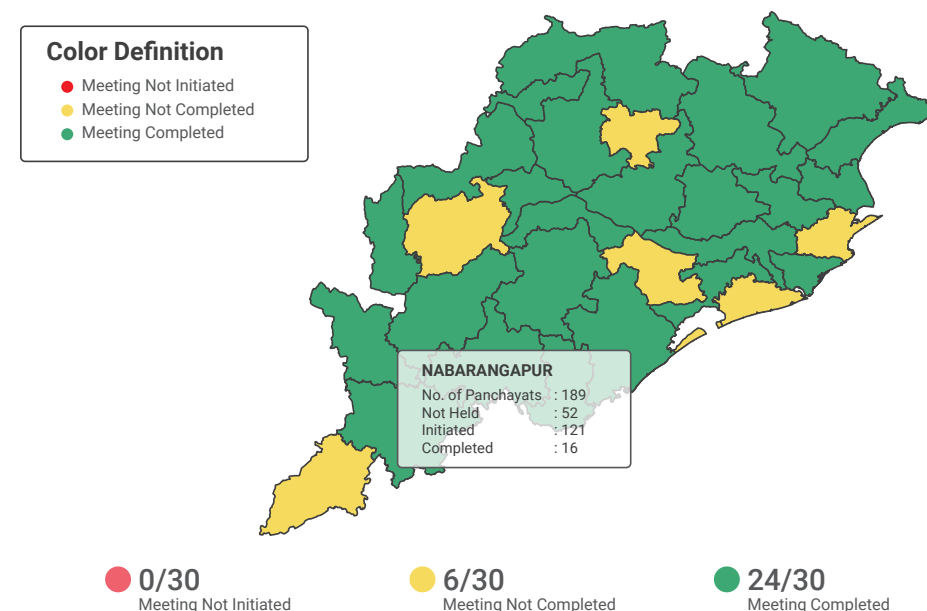 Color Definition
Meeting Not Initiated
Meeting Not Completed
Meeting Completed
NABARANGAPUR
No. of Panchayats : 189
Not Held : 52
Initiated : 121
Completed : 16
0/30
Meeting Not Initiated
6/30
Meeting Not Completed
24/30
Meeting Completed